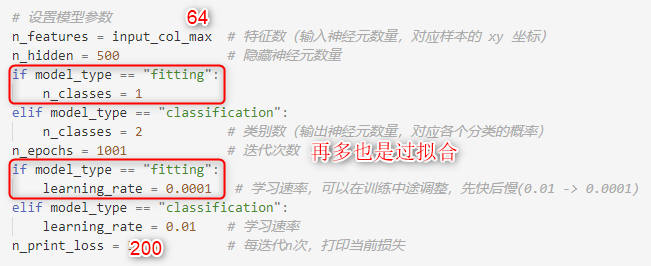 # 设置模型参数
64
n_features = input_col_max # 特征数（输入神经元数量，对应样本的 xy 坐标）
n_hidden = 500 # 隐藏神经元数量
if model_type == "fitting":
n_classes = 1
elif model_type == "classification":
n_classes = 2 # 类别数（输出神经元数量，对应各个分类的概率）
n_epochs = 1001 # 迭代次数 再多也是过拟合
if model_type == "fitting":
learning_rate = 0.0001 # 学习速率，可以在训练中途调整，先快后慢(0.01 -> 0.0001)
elif model_type == "classification":
learning_rate = 0.01 # 学习速率
n_print_loss = 200 # 每迭代n次，打印当前损失